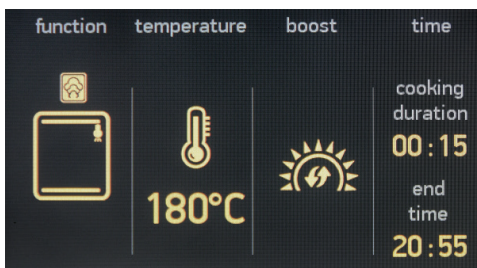 function temperature boost time
cooking
duration
00:15
180°C
end
time
20:55